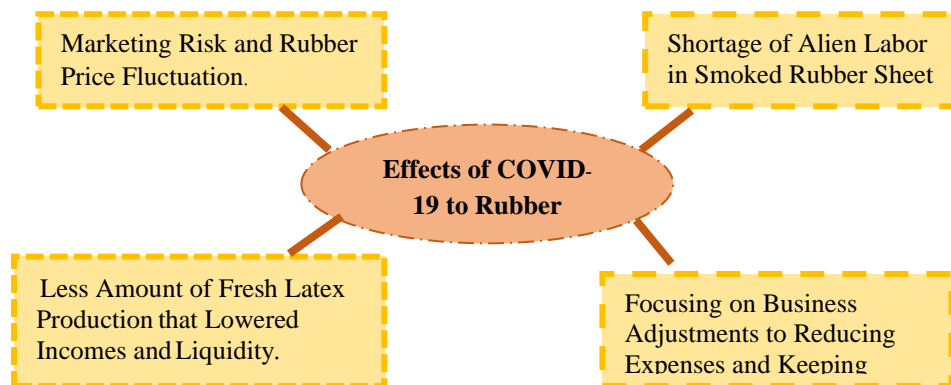 Marketing Risk and Rubber
Price Fluctuation.
Shortage of Alien Labor
in Smoked Rubber Sheet
Effects of COVID-
19 to Rubber
Less Amount of Fresh Latex
Production that Lowered
Incomes and Liquidity.
Focusing on Business
Adjustments to Reducing
Expenses and Keeping